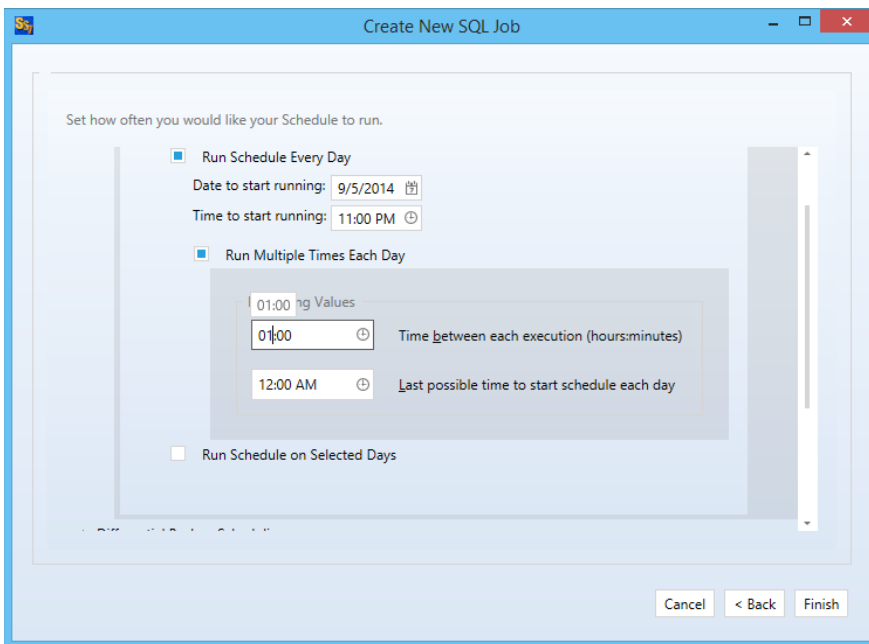 Create New SQL Job
Set how often you would like your Schedule to run.
Run Schedule Every Day
Date to start running: 9/5/2014
Time to start running: 11:00 PM
Run Multiple Times Each Day
01:00 ng Values
01:00 Time between each execution (hours:minutes)
12:00 AM Last possible time to start schedule each day
Run Schedule on Selected Days
Cancel < Back Finish